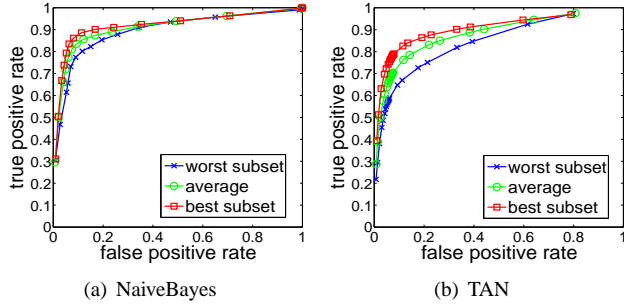 1
0.9
0.8
0.7
0.6
0.5
0.4
0.3
0.2
0.1
0
true positive rate
worst subset
average
best subset
0 0.2 0.4 0.6 0.8 1
false positive rate
(a) NaiveBayes
1
0.9
0.8
0.7
0.6
0.5
0.4
0.3
0.2
0.1
0
true positive rate
worst subset
average
best subset
0 0.2 0.4 0.6 0.8 1
false positive rate
(b) TAN